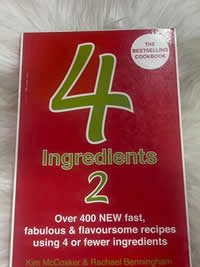 THE
BESTSELLING
COOKBOOK
4
Ingredients
2
Over 400 NEW fast,
fabulous & flavoursome recipes
using 4 or fewer ingredients
Kim McCosker & Rachael Bermingham